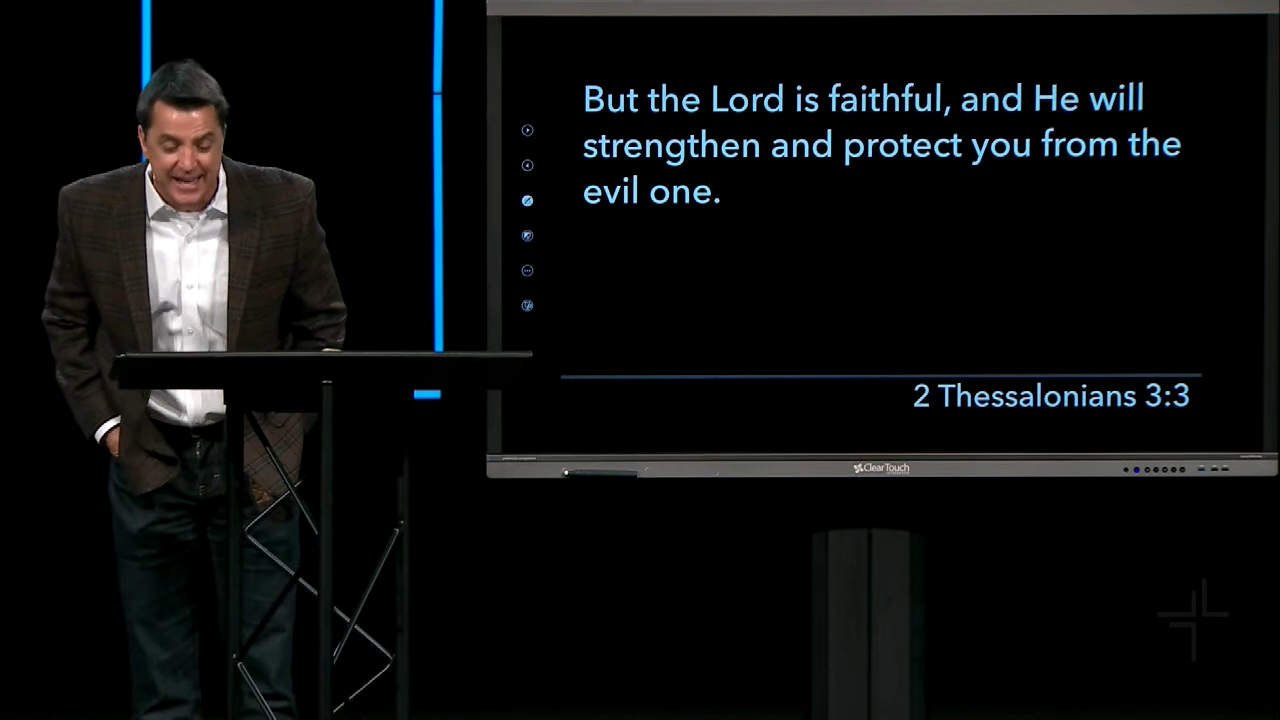 But the Lord is faithful, and He will
strengthen and protect you from the
evil one.
2 Thessalonians 3:3
ClearTouch